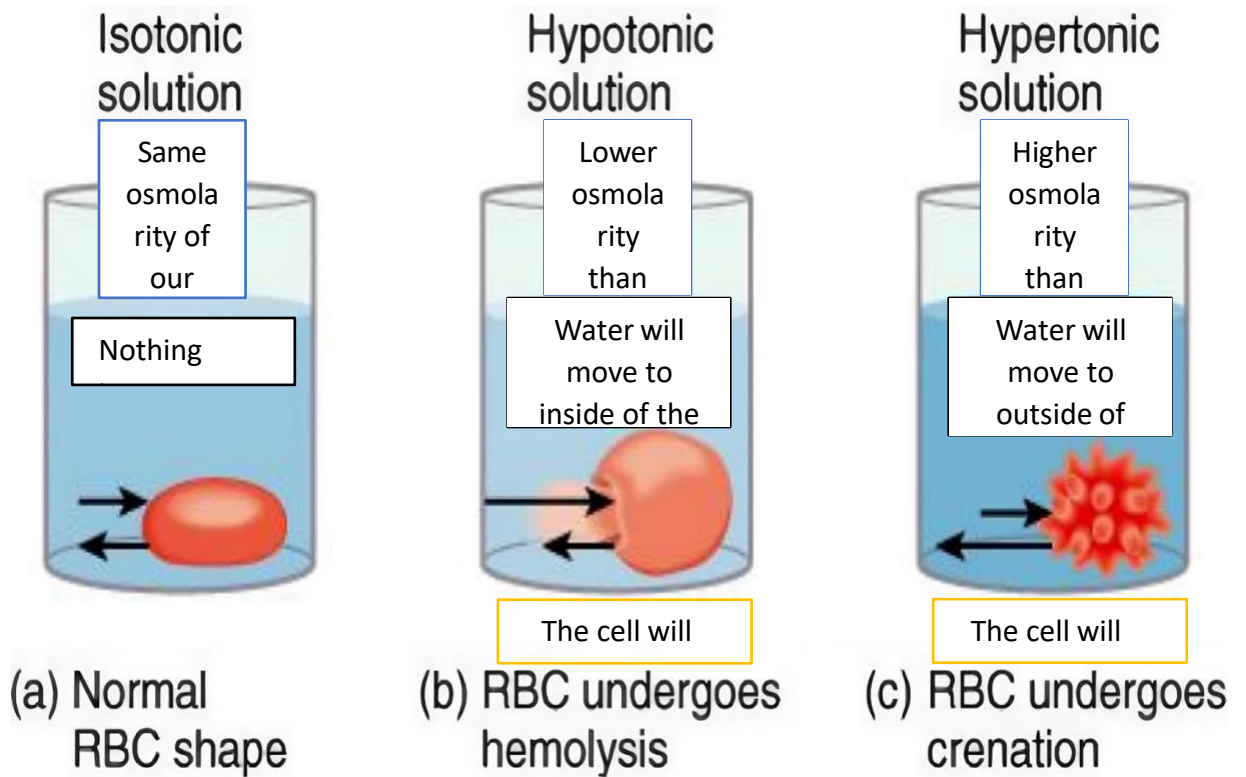 Isotonic
solution
Same
osmola
rity of
our
Nothing
(a) Normal
RBC shape
Hypotonic
solution
Lower
osmola
rity
than
Water will
move to
inside of the
The cell will
(b) RBC undergoes
hemolysis
Hypertonic
solution
Higher
osmola
rity
than
Water will
move to
outside of
The cell will
(c) RBC undergoes
crenation